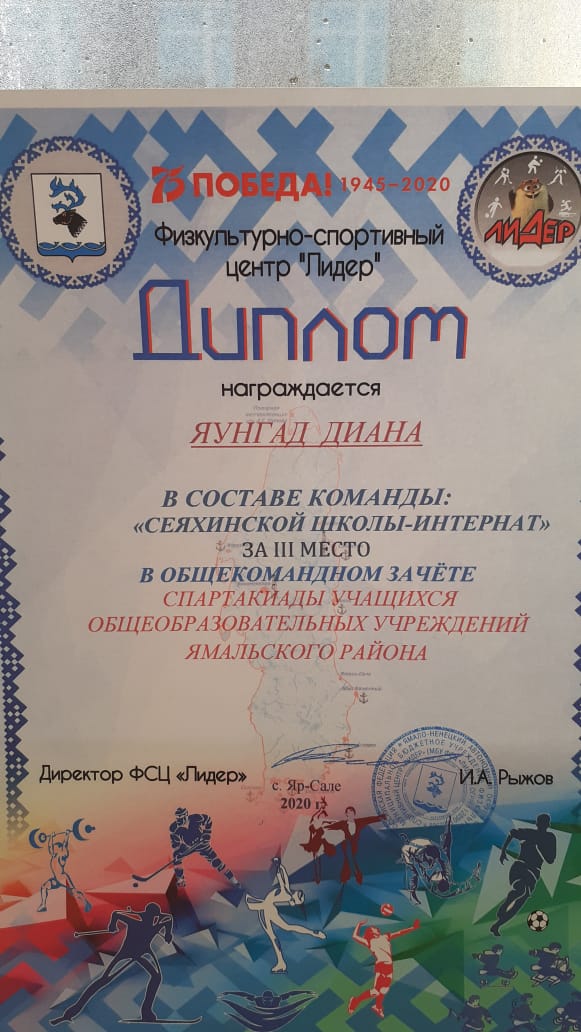 75 ПОБЕДА! 1945–2020
ЛИДЕР
Физкультурно-спортивный
центр "Лидер"
Диплом
награждается
ЯУНГАД ДИАНА
В СОСТАВЕ КОМАНДЫ:
«СЕЯХИНСКОЙ ШКОЛЫ-ИНТЕРНАТ»
ЗА III МЕСТО
В ОБЩЕКОМАНДНОМ ЗАЧЁТЕ
СПАРТАКИАДЫ УЧАЩИХСЯ
ОБЩЕОБРАЗОВАТЕЛЬНЫХ УЧРЕЖДЕНИЙ
ЯМАЛЬСКОГО РАЙОНА
Директор ФСЦ «Лидер»
И.А. Рыжов
с. Яр-Сале
2020 г.